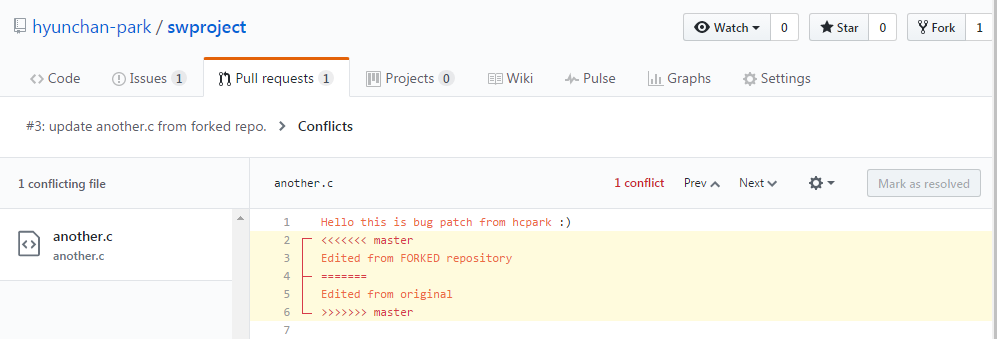 hyunchan-park / swproject Watch 0 Star 0 Fork 1
Code Issues 1 Pull requests 1 Projects 0 Wiki Pulse Graphs Settings
#3: update another.c from forked repo. Conflicts
1 conflicting file another.c 1 conflict Prev Next Mark as resolved
another.c
another.c
1 Hello this is bug patch from hcpark :)
2 <<<<<<< master
3 Edited from FORKED repository
4 =======
5 Edited from original
6 >>>>>>> master
7